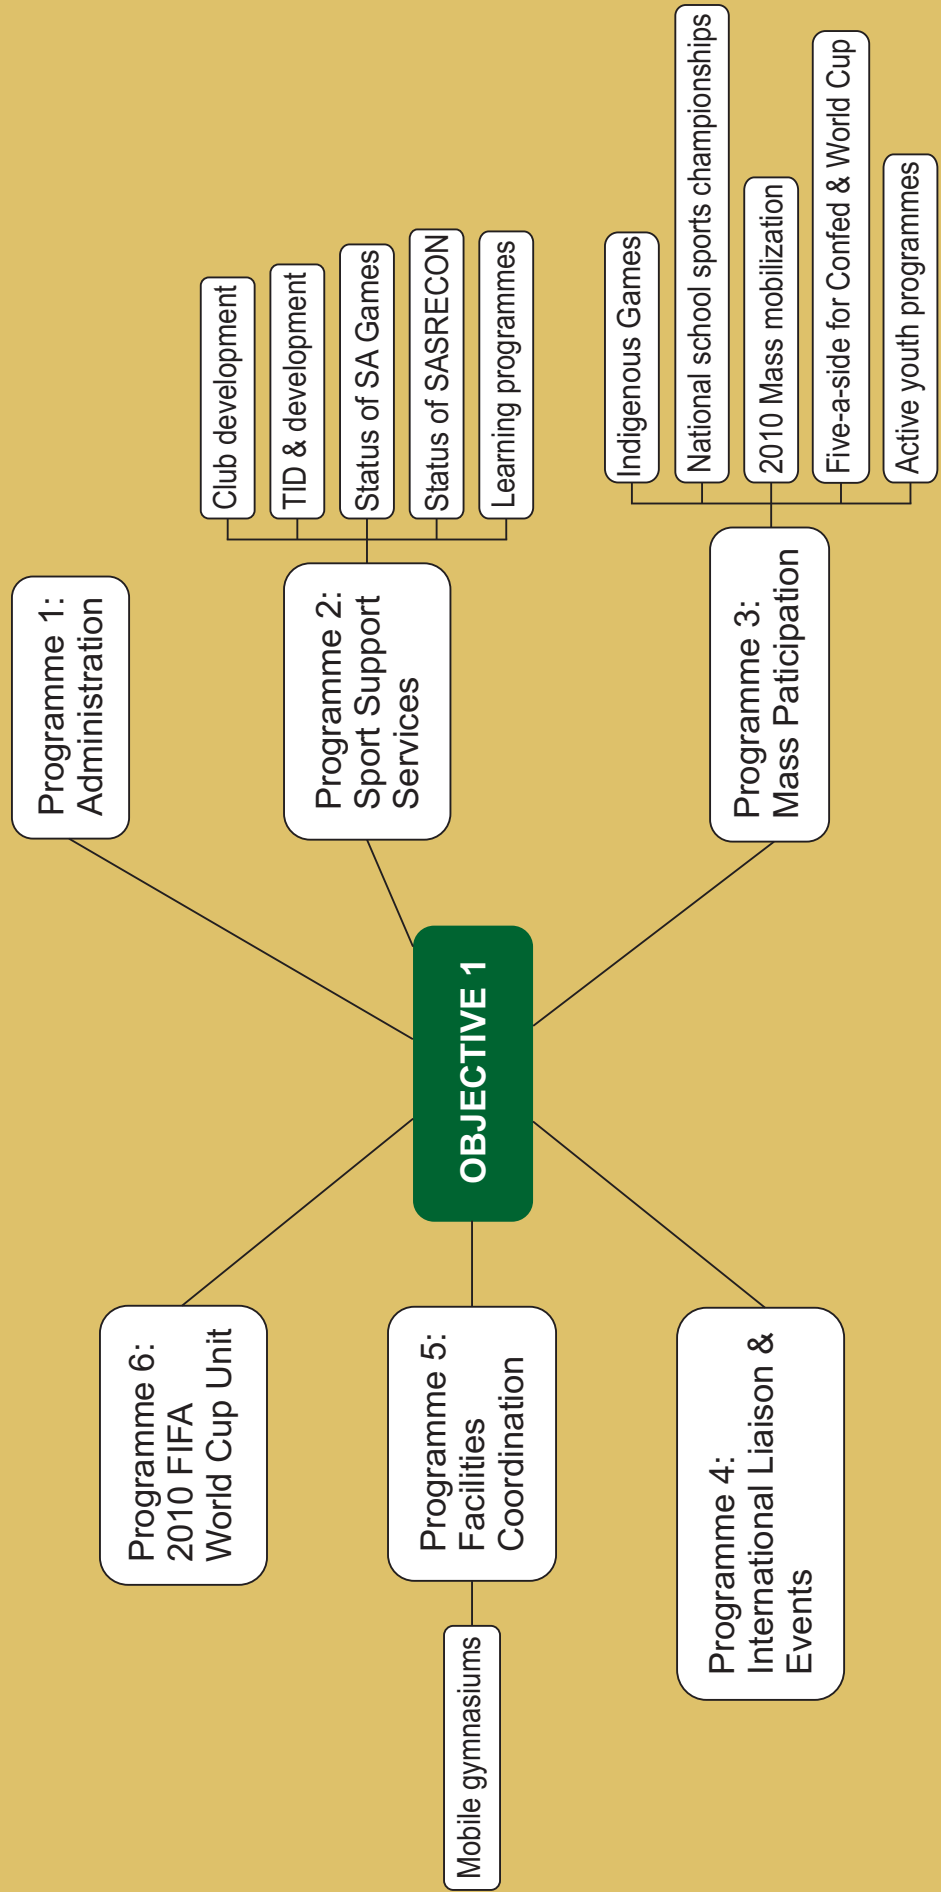 OBJECTIVE 1
Programme 1:
Administration
Programme 2:
Sport Support
Services
Club development
TID & development
Status of SA Games
Status of SASRECON
Learning programmes
Programme 3:
Mass Paticipation
Indigenous Games
National school sports championships
2010 Mass mobilization
Five-a-side for Confed & World Cup
Active youth programmes
Programme 4:
International Liaison &
Events
Programme 5:
Facilities
Coordination
Mobile gymnasiums
Programme 6:
2010 FIFA
World Cup Unit